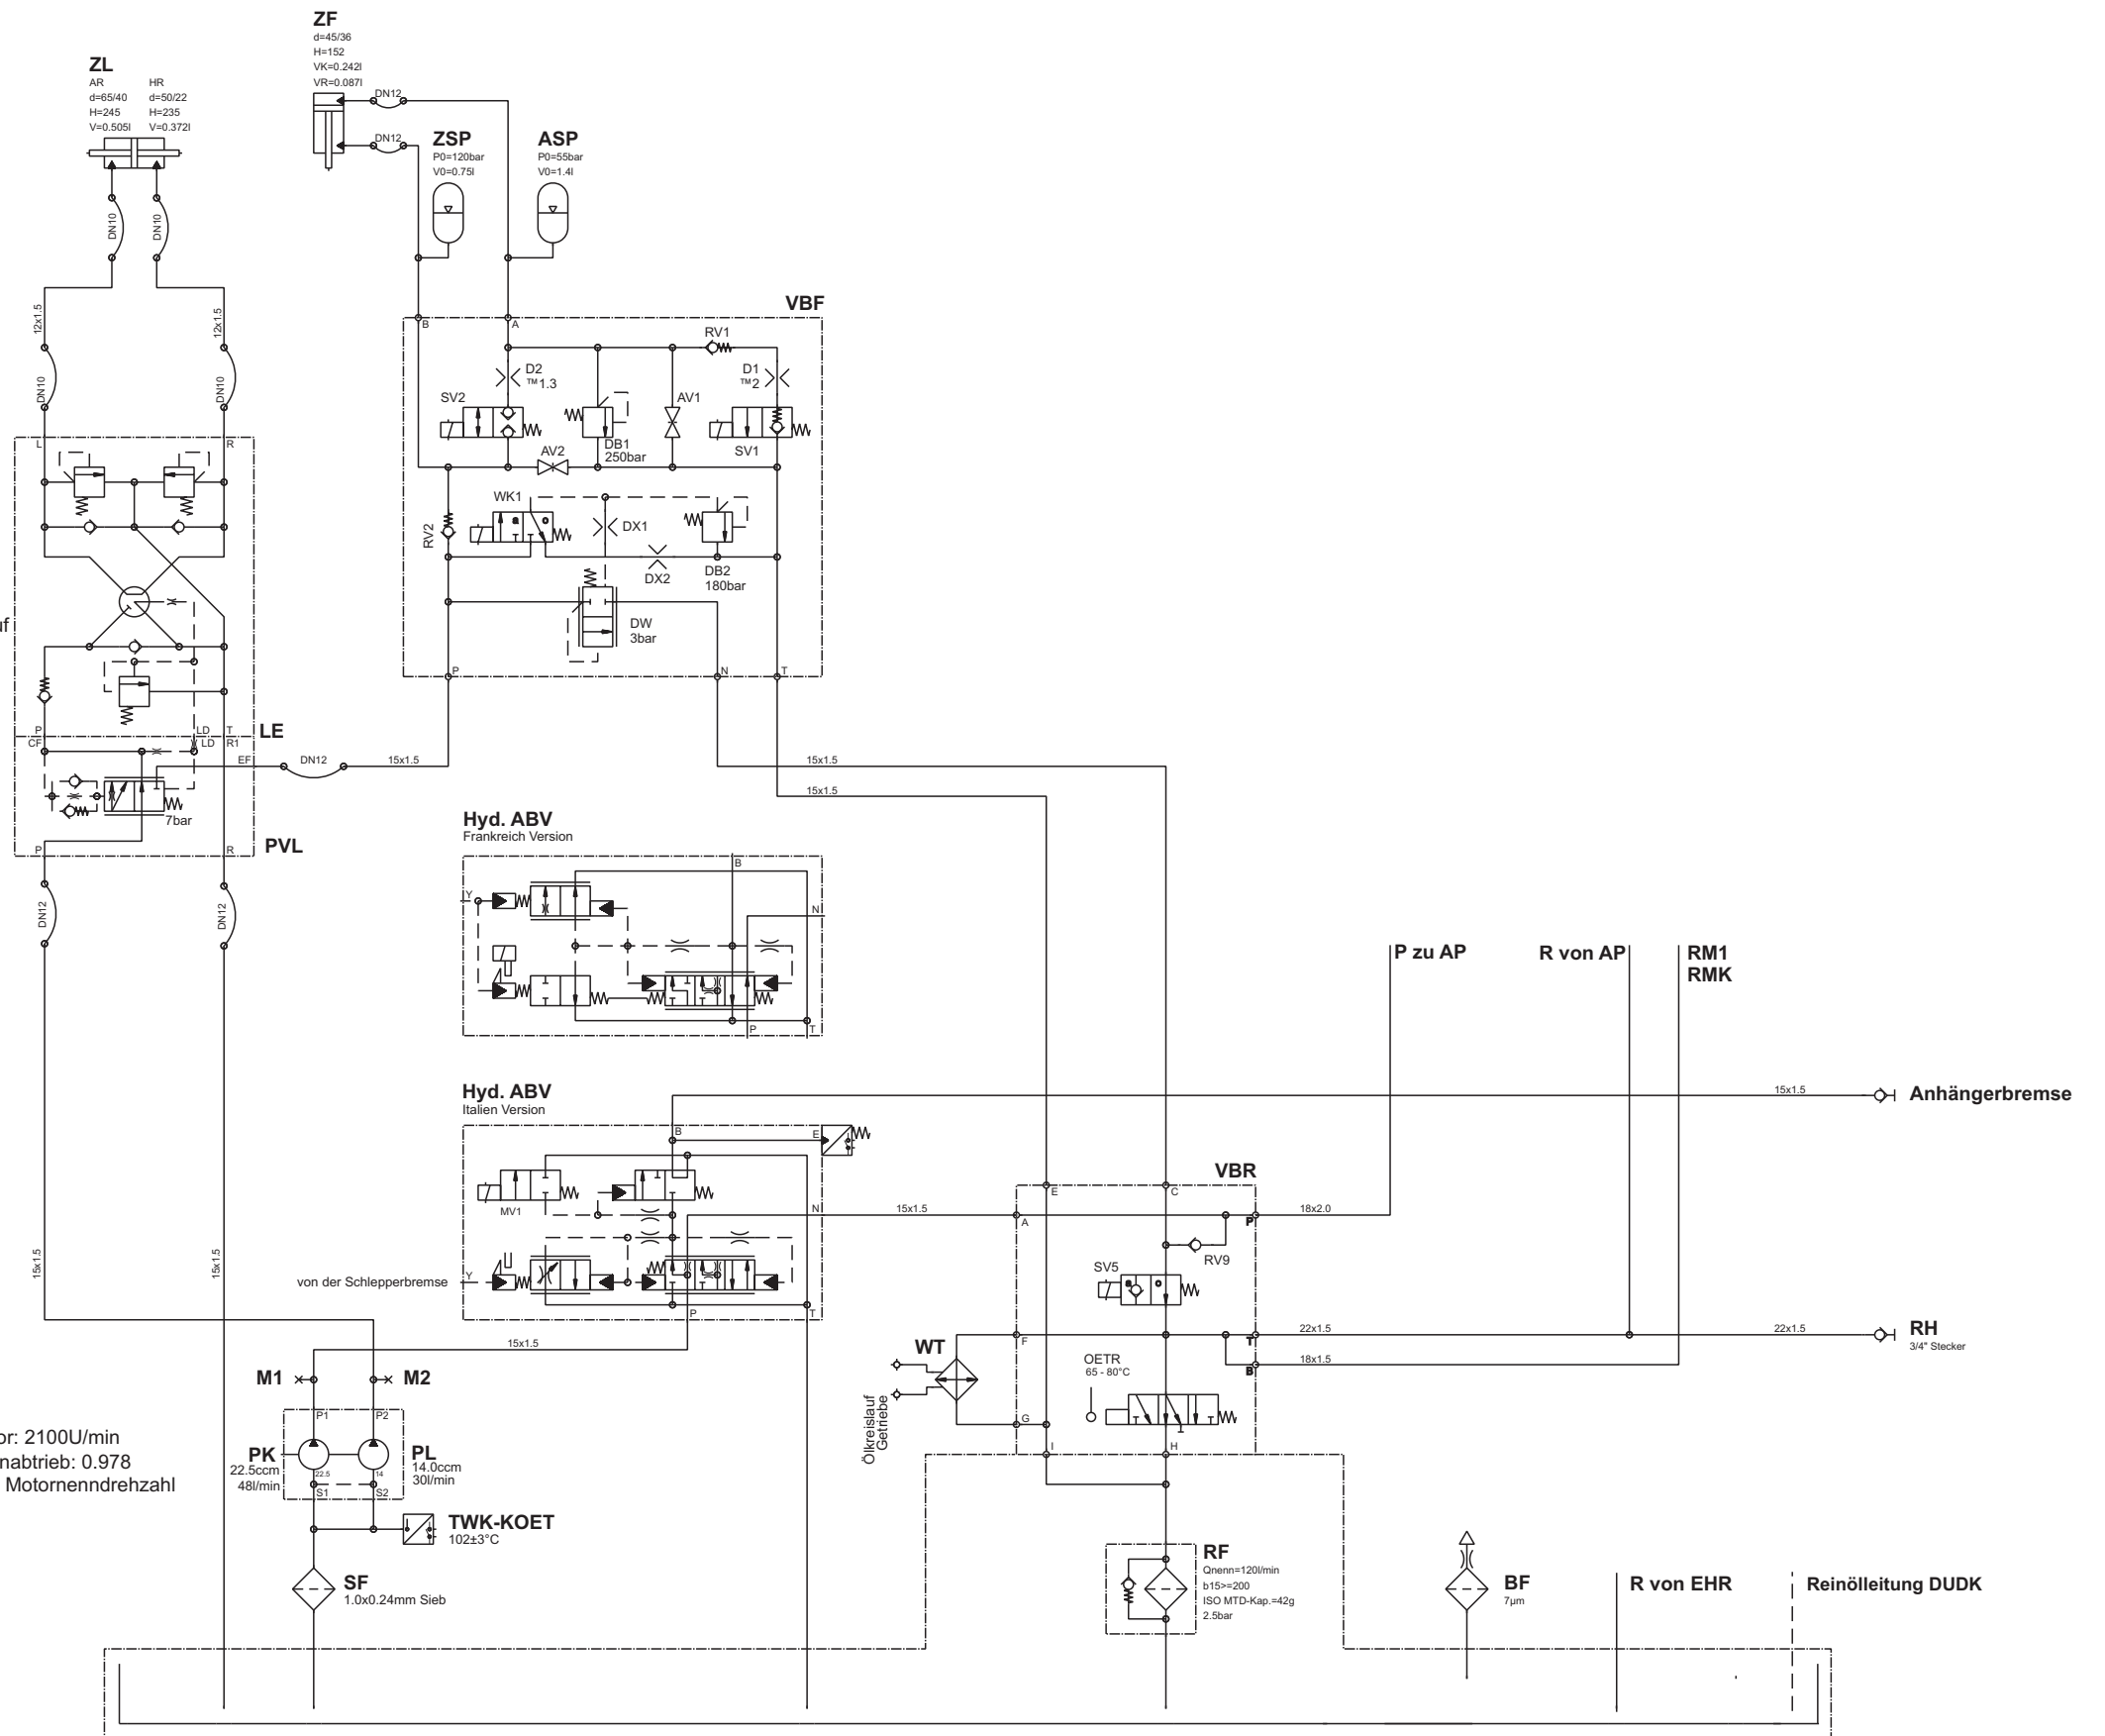 ZF
d=45/36
H=152
VK=0.242l
VR=0.087l
ZL
AR
d=65/40
H=245
V=0.505l
HR
d=50/22
H=235
V=0.372l
DN12
DN12
ZSP
P0=120bar
V0=0.75l
ASP
P0=55bar
V0=1.4l
DN10
DN10
12x1.5
12x1.5
DN10
DN10
VBF
B
A
RV1
D2
™1.3
D1
™2
SV2
AV1
DB1
250bar
SV1
AV2
WK1
a
o
RV2
DX1
DX2
DB2
180bar
DW
3bar
P
N
T
L
R
uf
P
LD
T
LE
CF
LD
R1
EF
DN12
15x1.5
7bar
P
R
PVL
15x1.5
15x1.5
DN12
DN12
Hyd. ABV
Frankreich Version
B
Y
N
P
T
P zu AP
R von AP
RM1
RMK
Hyd. ABV
Italien Version
B
E
MV1
N
Y
P
T
von der Schlepperbremse
15x1.5
Anhängerbremse
VBR
E
C
15x1.5
A
P
18x2.0
RV9
SV5
a
o
15x1.5
15x1.5
15x1.5
WT
F
T
22x1.5
22x1.5
RH
3/4" Stecker
B
18x1.5
OETR
65 - 80°C
G
I
H
Ölkreislauf
Getriebe
M1
M2
P1
P2
PK
22.5ccm
48l/min
22.5
14
PL
14.0ccm
30l/min
S1
S2
or: 2100U/min
nabtrieb: 0.978
Motornenndrehzahl
TWK-KOET
102±3°C
SF
1.0x0.24mm Sieb
RF
Qnenn=120l/min
b15>=200
ISO MTD-Kap.=42g
2.5bar
BF
7µm
R von EHR
Reinölleitung DUDK